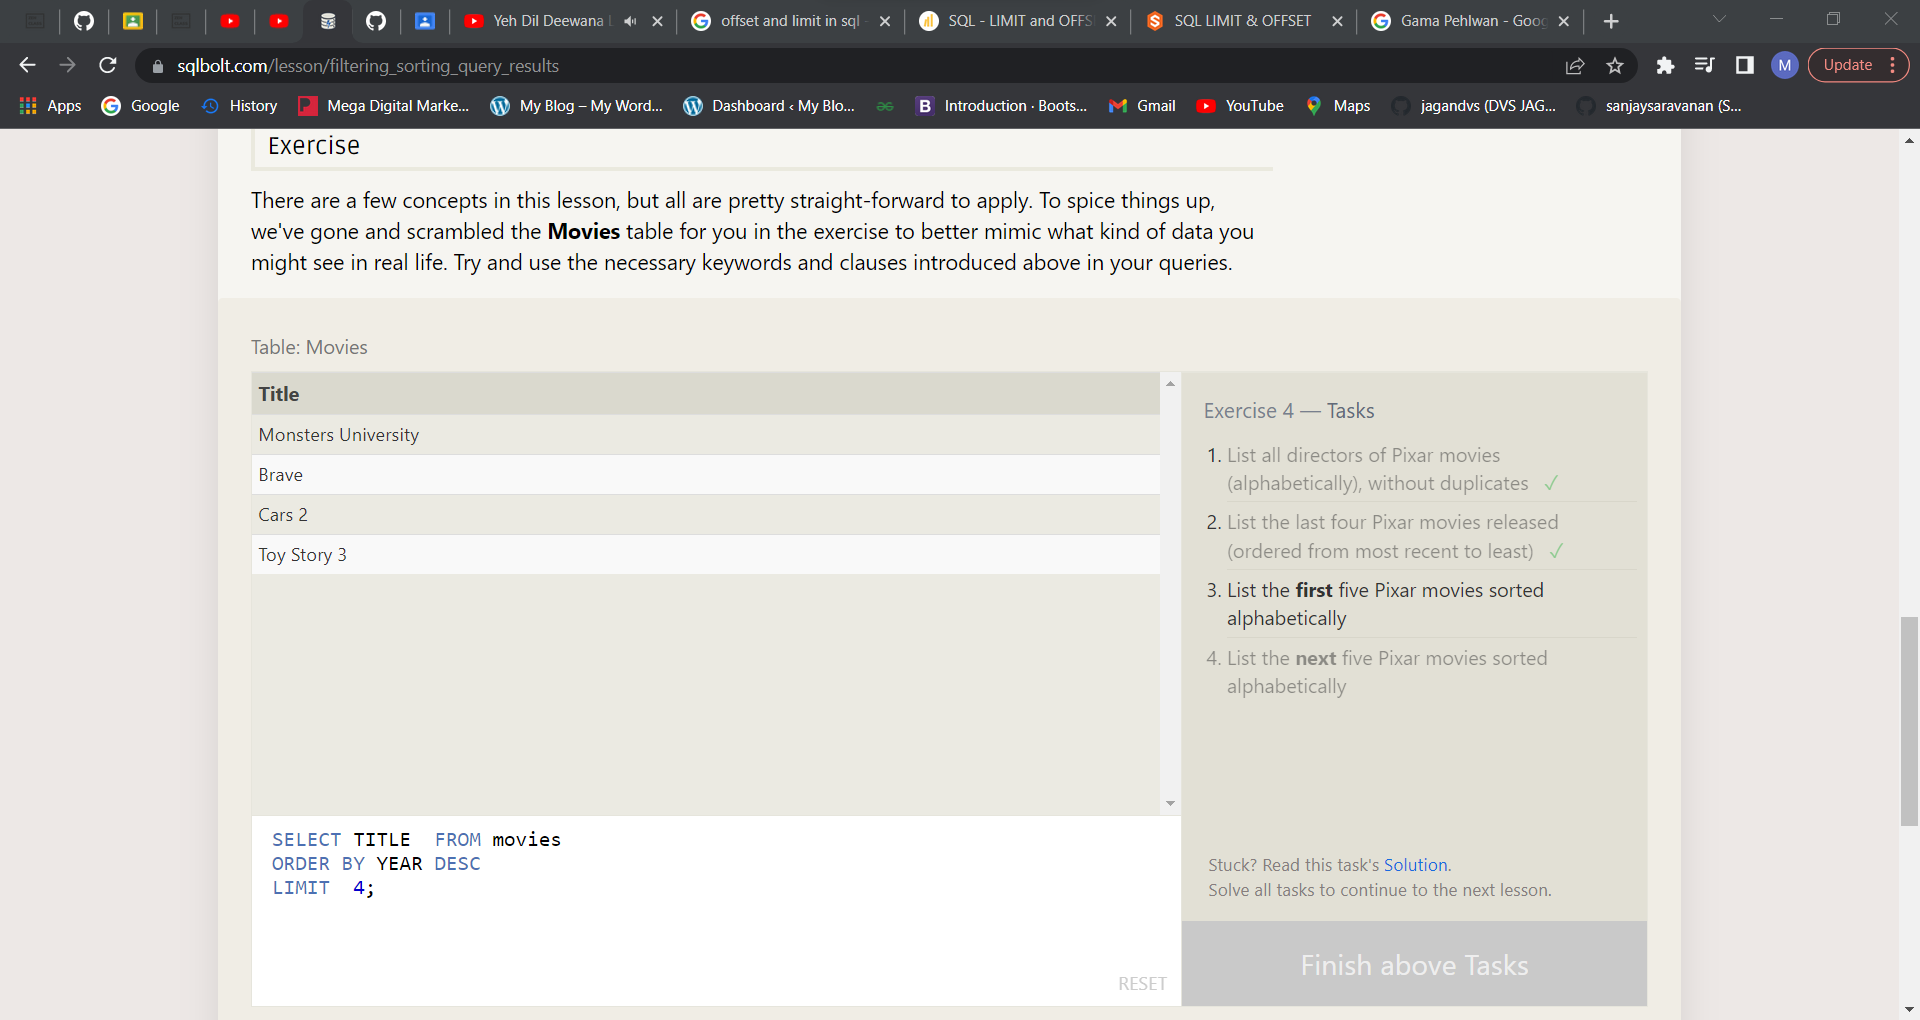 Yeh Dil Deewana
offset and limit in sql
SQL - LIMIT and OFFS
SQL LIMIT & OFFSET
Gama Pehlwan - Goog
sqlbolt.com/lesson/filtering_sorting_query_results
M
Update
Apps
Google
History
Mega Digital Marke...
My Blog – My Word...
Dashboard ‹ My Blo...
B
Introduction · Boots...
Gmail
YouTube
Maps
jagandvs (DVS JAG...
sanjaysaravanan (S...
Exercise
There are a few concepts in this lesson, but all are pretty straight-forward to apply. To spice things up,
we've gone and scrambled the Movies table for you in the exercise to better mimic what kind of data you
might see in real life. Try and use the necessary keywords and clauses introduced above in your queries.
Table: Movies
Title
Monsters University
Brave
Cars 2
Toy Story 3
SELECT TITLE FROM movies
ORDER BY YEAR DESC
LIMIT 4;
RESET
Exercise 4 — Tasks
1. List all directors of Pixar movies
(alphabetically), without duplicates ✓
2. List the last four Pixar movies released
(ordered from most recent to least) ✓
3. List the first five Pixar movies sorted
alphabetically
4. List the next five Pixar movies sorted
alphabetically
Stuck? Read this task's Solution.
Solve all tasks to continue to the next lesson.
Finish above Tasks